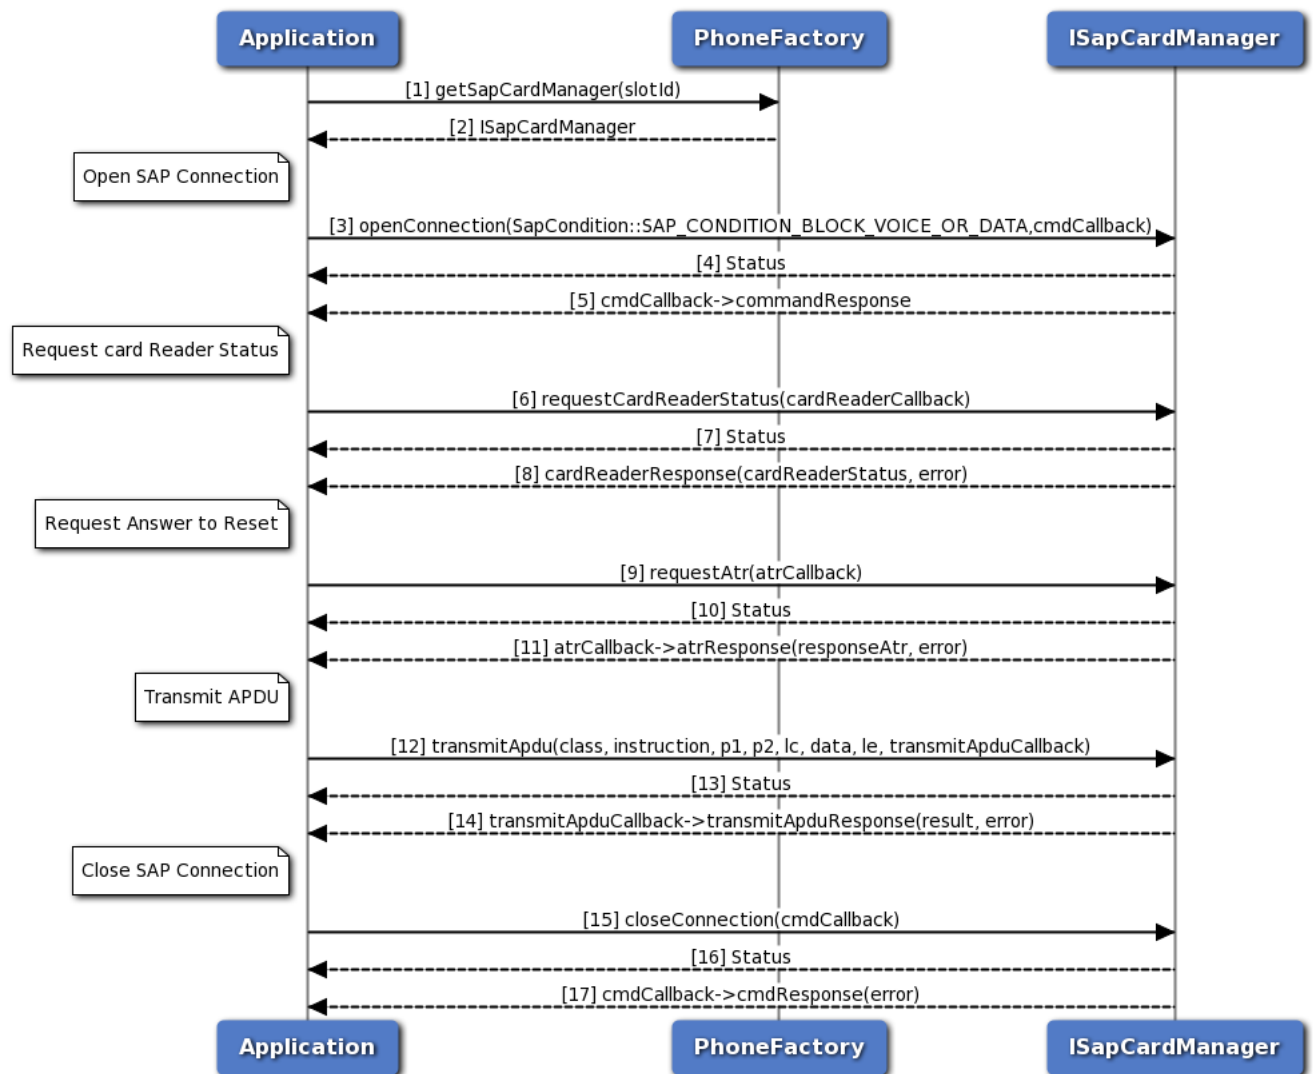 Application
PhoneFactory
ISapCardManager
[1] getSapCardManager(slotId)
[2] ISapCardManager
Open SAP Connection
[3] openConnection(SapCondition::SAP_CONDITION_BLOCK_VOICE_OR_DATA,cmdCallback)
[4] Status
[5] cmdCallback->commandResponse
Request card Reader Status
[6] requestCardReaderStatus(cardReaderCallback)
[7] Status
[8] cardReaderResponse(cardReaderStatus, error)
Request Answer to Reset
[9] requestAtr(atrCallback)
[10] Status
[11] atrCallback->atrResponse(responseAtr, error)
Transmit APDU
[12] transmitApdu(class, instruction, p1, p2, lc, data, le, transmitApduCallback)
[13] Status
[14] transmitApduCallback->transmitApduResponse(result, error)
Close SAP Connection
[15] closeConnection(cmdCallback)
[16] Status
[17] cmdCallback->cmdResponse(error)
Application
PhoneFactory
ISapCardManager